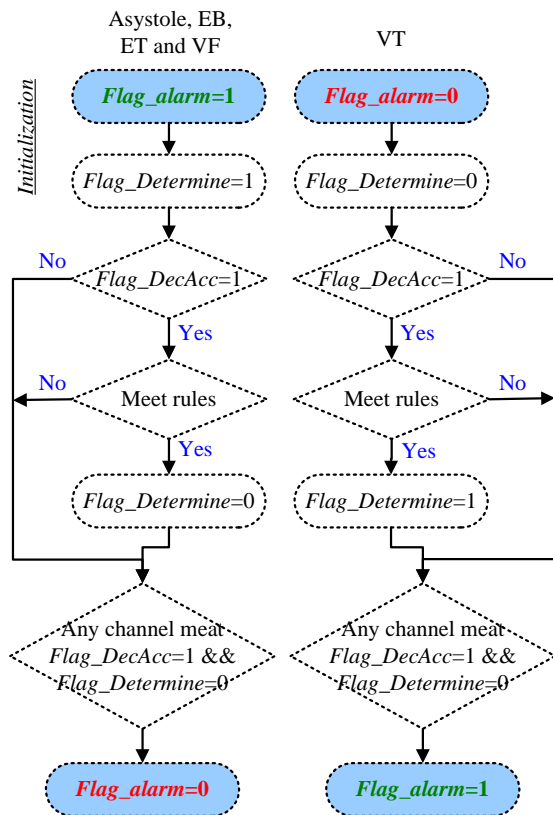 Asystole, EB,
ET and VF
Initialization
Flag_alarm=1
Flag_Determine=1
Flag_DecAcc=1
No
Yes
Meet rules
No
Yes
Flag_Determine=0
Any channel meat
Flag_DecAcc=1 &&
Flag_Determine=0
Flag_alarm=0
VT
Flag_alarm=0
Flag_Determine=0
Flag_DecAcc=1
No
Yes
Meet rules
No
Yes
Flag_Determine=1
Any channel meat
Flag_DecAcc=1 &&
Flag_Determine=0
Flag_alarm=1